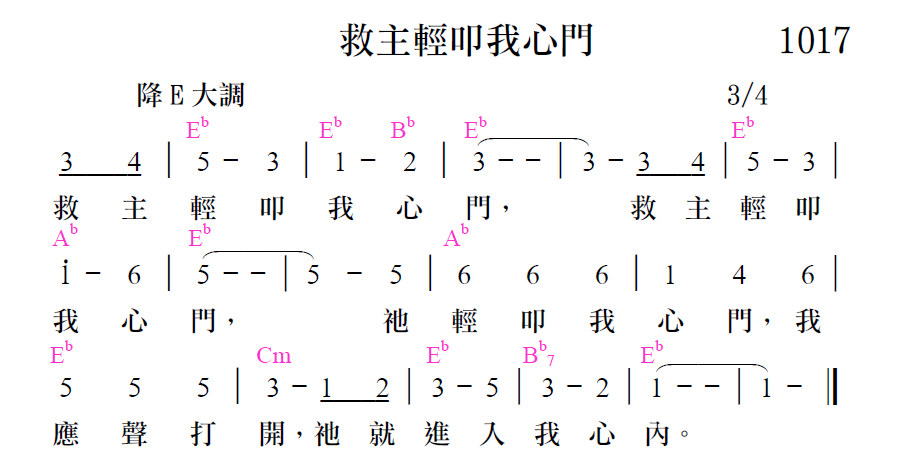 救主輕叩我心門 1017
降E大調 3/4
E♭ E♭ B♭ E♭ E♭
3 4 | 5 - 3 | 1 - 2 | 3 - - | 3 - 3 4 | 5 - 3 |
救 主 輕 叩 我 心 門， 救 主 輕 叩
A♭ E♭ A♭
i - 6 | 5 - - | 5 - 5 | 6 6 6 | 1 4 6 |
我 心 門， 祂 輕 叩 我 心 門，我
E♭ Cm E♭ B♭7 E♭
5 5 5 | 3 - 1 2 | 3 - 5 | 3 - 2 | 1 - - | 1 - ‖
應 聲 打 開，祂 就 進 入 我 心 內。